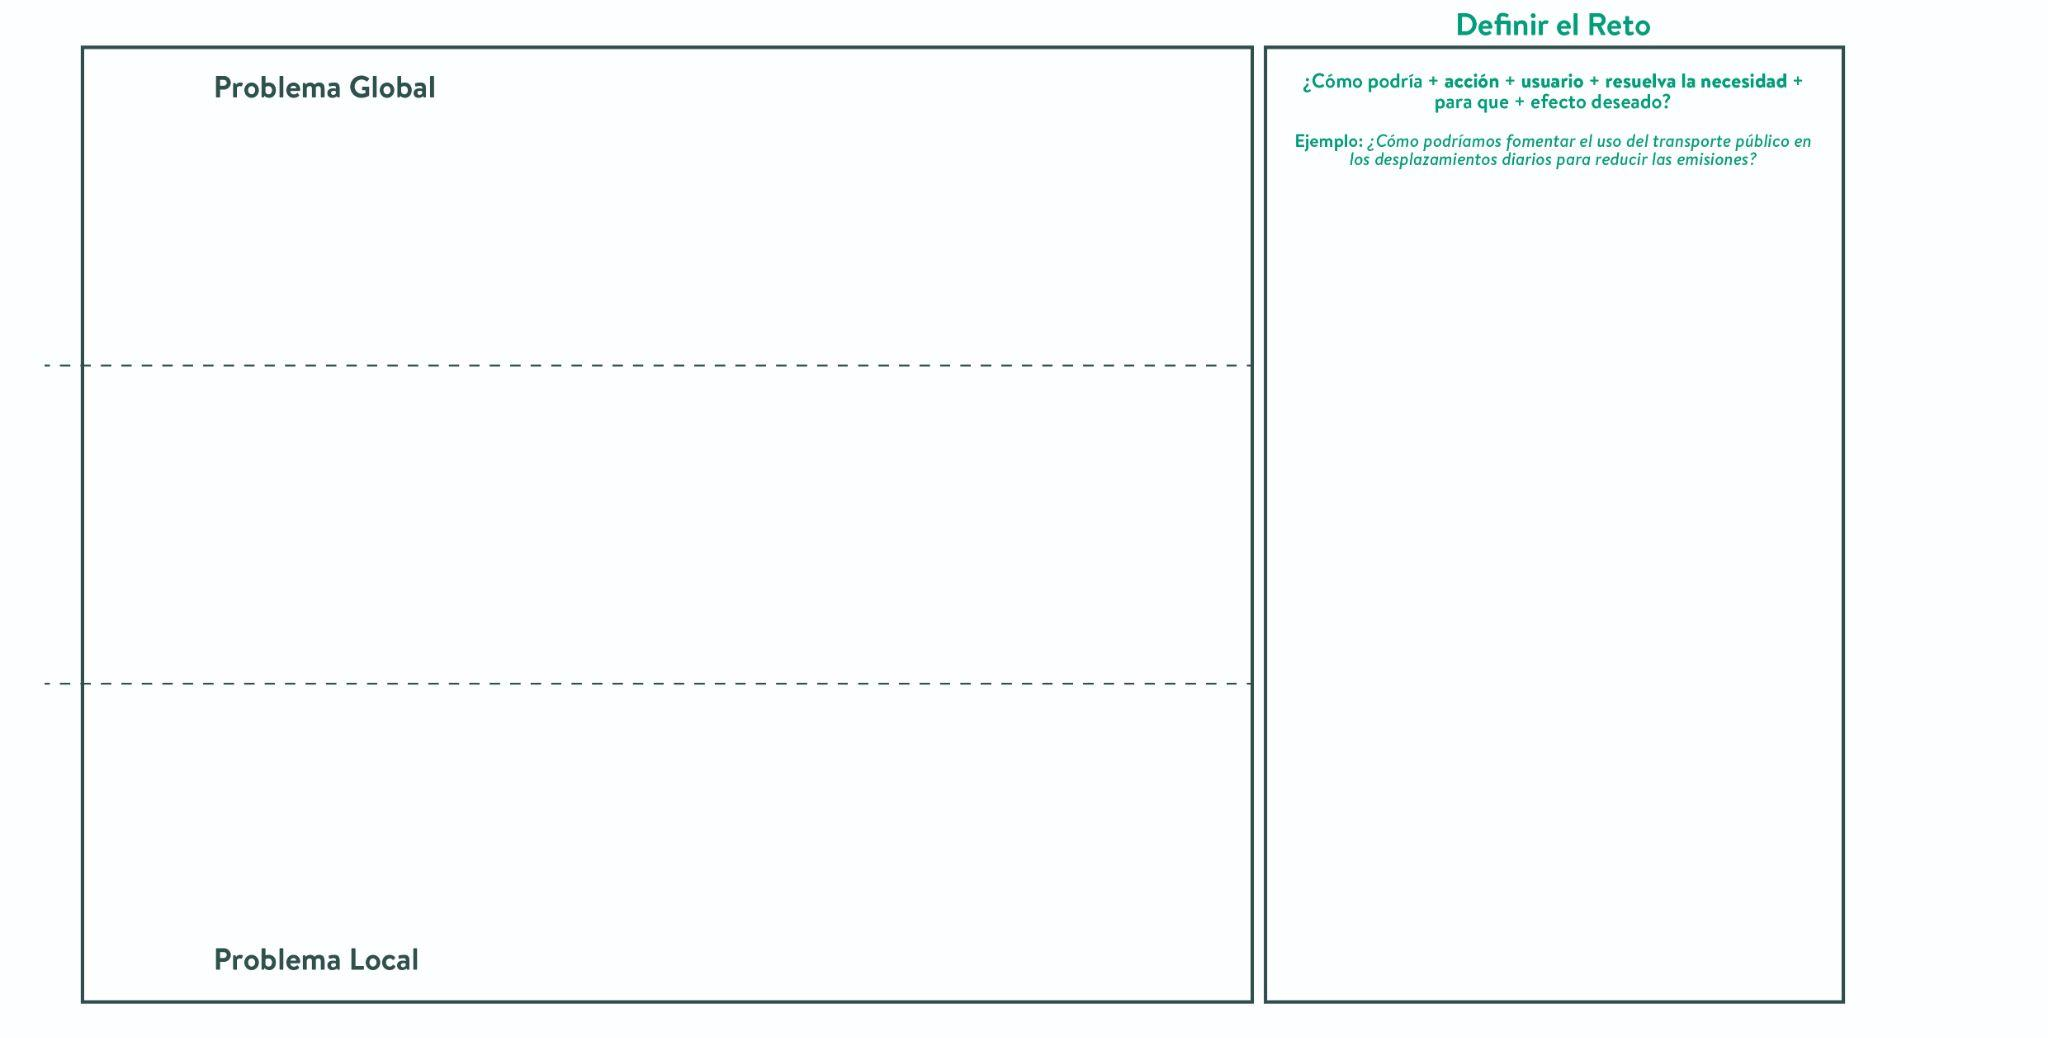 Definir el Reto
Problema Global
¿Cómo podría + acción + usuario + resuelva la necesidad +
para que + efecto deseado?
Ejemplo: ¿Cómo podríamos fomentar el uso del transporte público en
los desplazamientos diarios para reducir las emisiones?
Problema Local